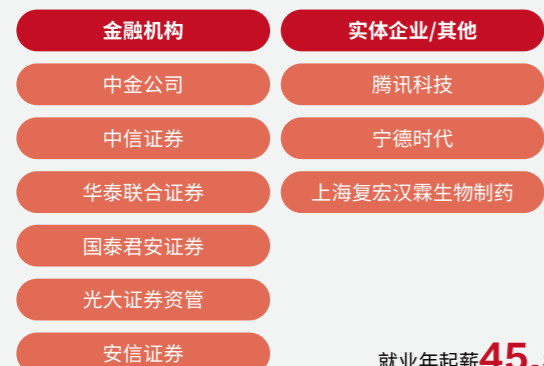 金融机构
中金公司
中信证券
华泰联合证券
国泰君安证券
光大证券资管
安信证券
实体企业/其他
腾讯科技
宁德时代
上海复宏汉霖生物制药
就业年起薪45.